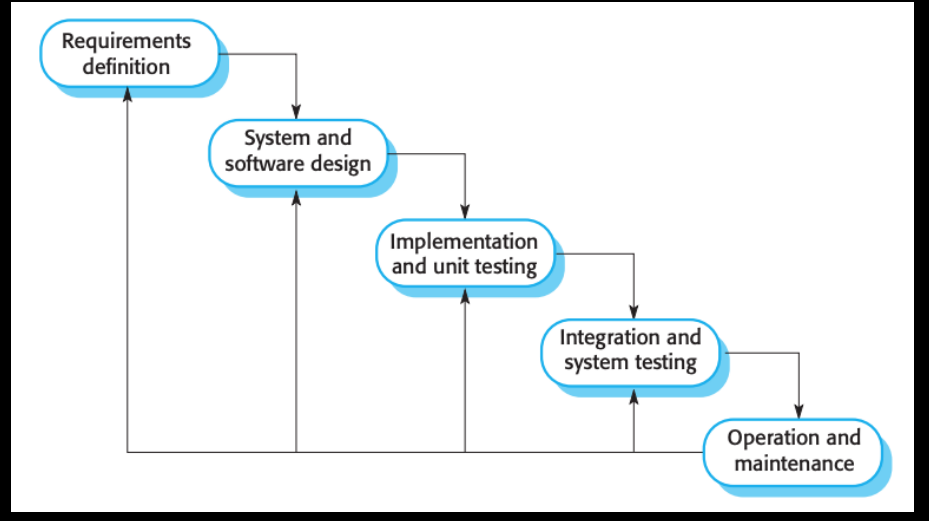 Requirements
definition
System and
software design
Implementation
and unit testing
Integration and
system testing
Operation and
maintenance